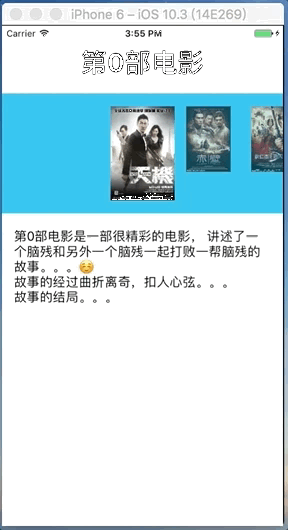 iPhone 6 – iOS 10.3 (14E269)
Carrier 3:55 PM
第0部电影
天機
第0部电影是一部很精彩的电影， 讲述了一
个脑残和另外一个脑残一起打败一帮脑残的
故事。。。☺️
故事的经过曲折离奇，扣人心弦。。。
故事的结局。。。